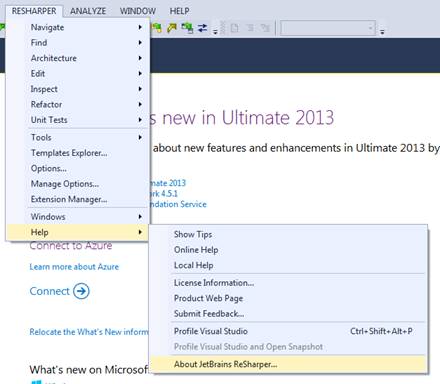 RESHARPER ANALYZE WINDOW HELP
Navigate
Find
Architecture
Edit
Inspect
Refactor
Unit Tests
Tools
Templates Explorer...
Options...
Manage Options...
Extension Manager...
Windows
Help
s new in Ultimate 2013
about new features and enhancements in Ultimate 2013 by
imate 2013
ork 4.5.1
ndation Service
Connect to Azure
Learn more about Azure
Connect
Relocate the What's New inform
What's new on Microsof
Show Tips
Online Help
Local Help
License Information...
Product Web Page
Submit Feedback...
Profile Visual Studio Ctrl+Shift+Alt+P
Profile Visual Studio and Open Snapshot
About JetBrains ReSharper...